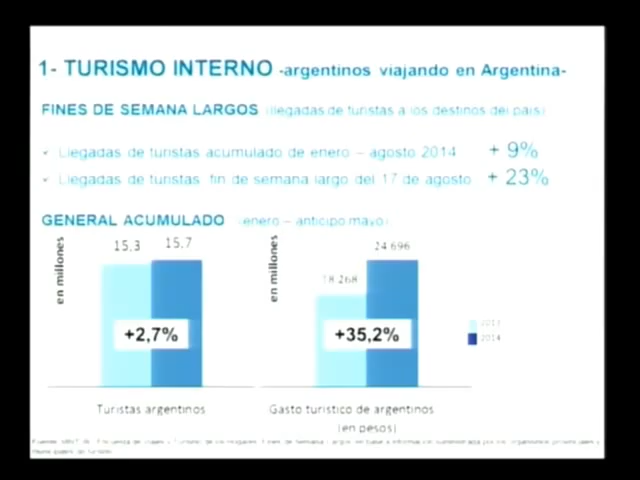 1- TURISMO INTERNO -argentinos viajando en Argentina-
FINES DE SEMANA LARGOS (llegadas de turistas a los destinos del país)
✓ Llegadas de turistas acumulado de enero – agosto 2014 + 9%
✓ Llegadas de turistas fin de semana largo del 17 de agosto + 23%
GENERAL ACUMULADO (enero – anticipo mayo)
en millones
15,3
15,7
+2,7%
Turistas argentinos
en millones
18.268
24.696
+35,2%
Gasto turístico de argentinos
(en pesos)
2013
2014